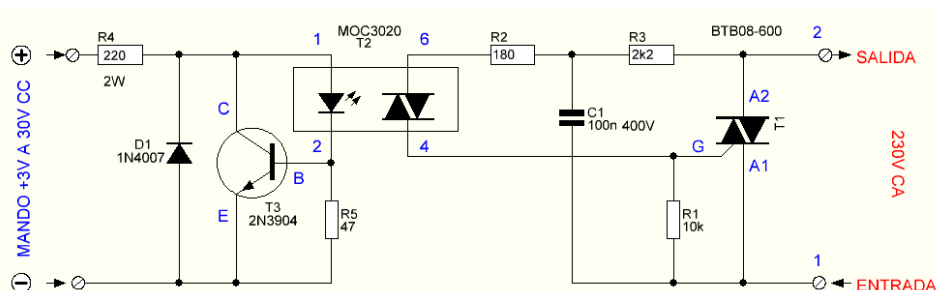 MANDO +3V A 30V CC
+
R4
220
2W
D1
1N4007
C
B
E
T3
2N3904
1
2
MOC3020
T2
6
4
R5
47
R2
180
C1
100n 400V
R3
2k2
R1
10k
BTB08-600
A2
T1
G
A1
2
SALIDA
230V CA
1
ENTRADA
−